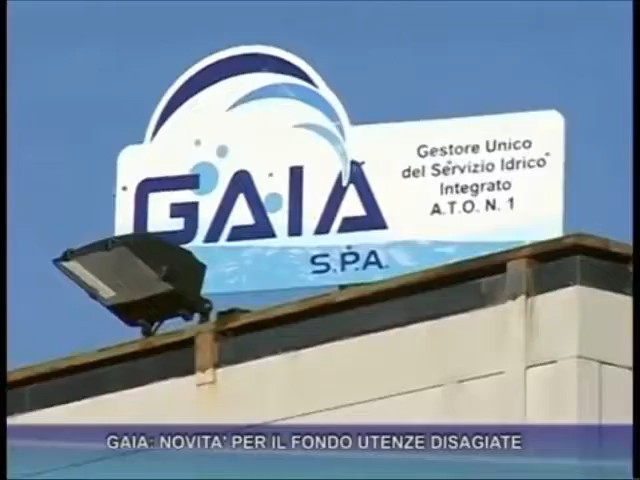 GAIA
S.P.A.
Gestore Unico
del Servizio Idrico
Integrato
A.T.O. N. 1
GAIA: NOVITA' PER IL FONDO UTENZE DISAGIATE